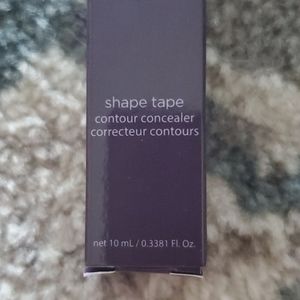 shape tape
contour concealer
correcteur contours
net 10 mL / 0.3381 Fl. Oz.